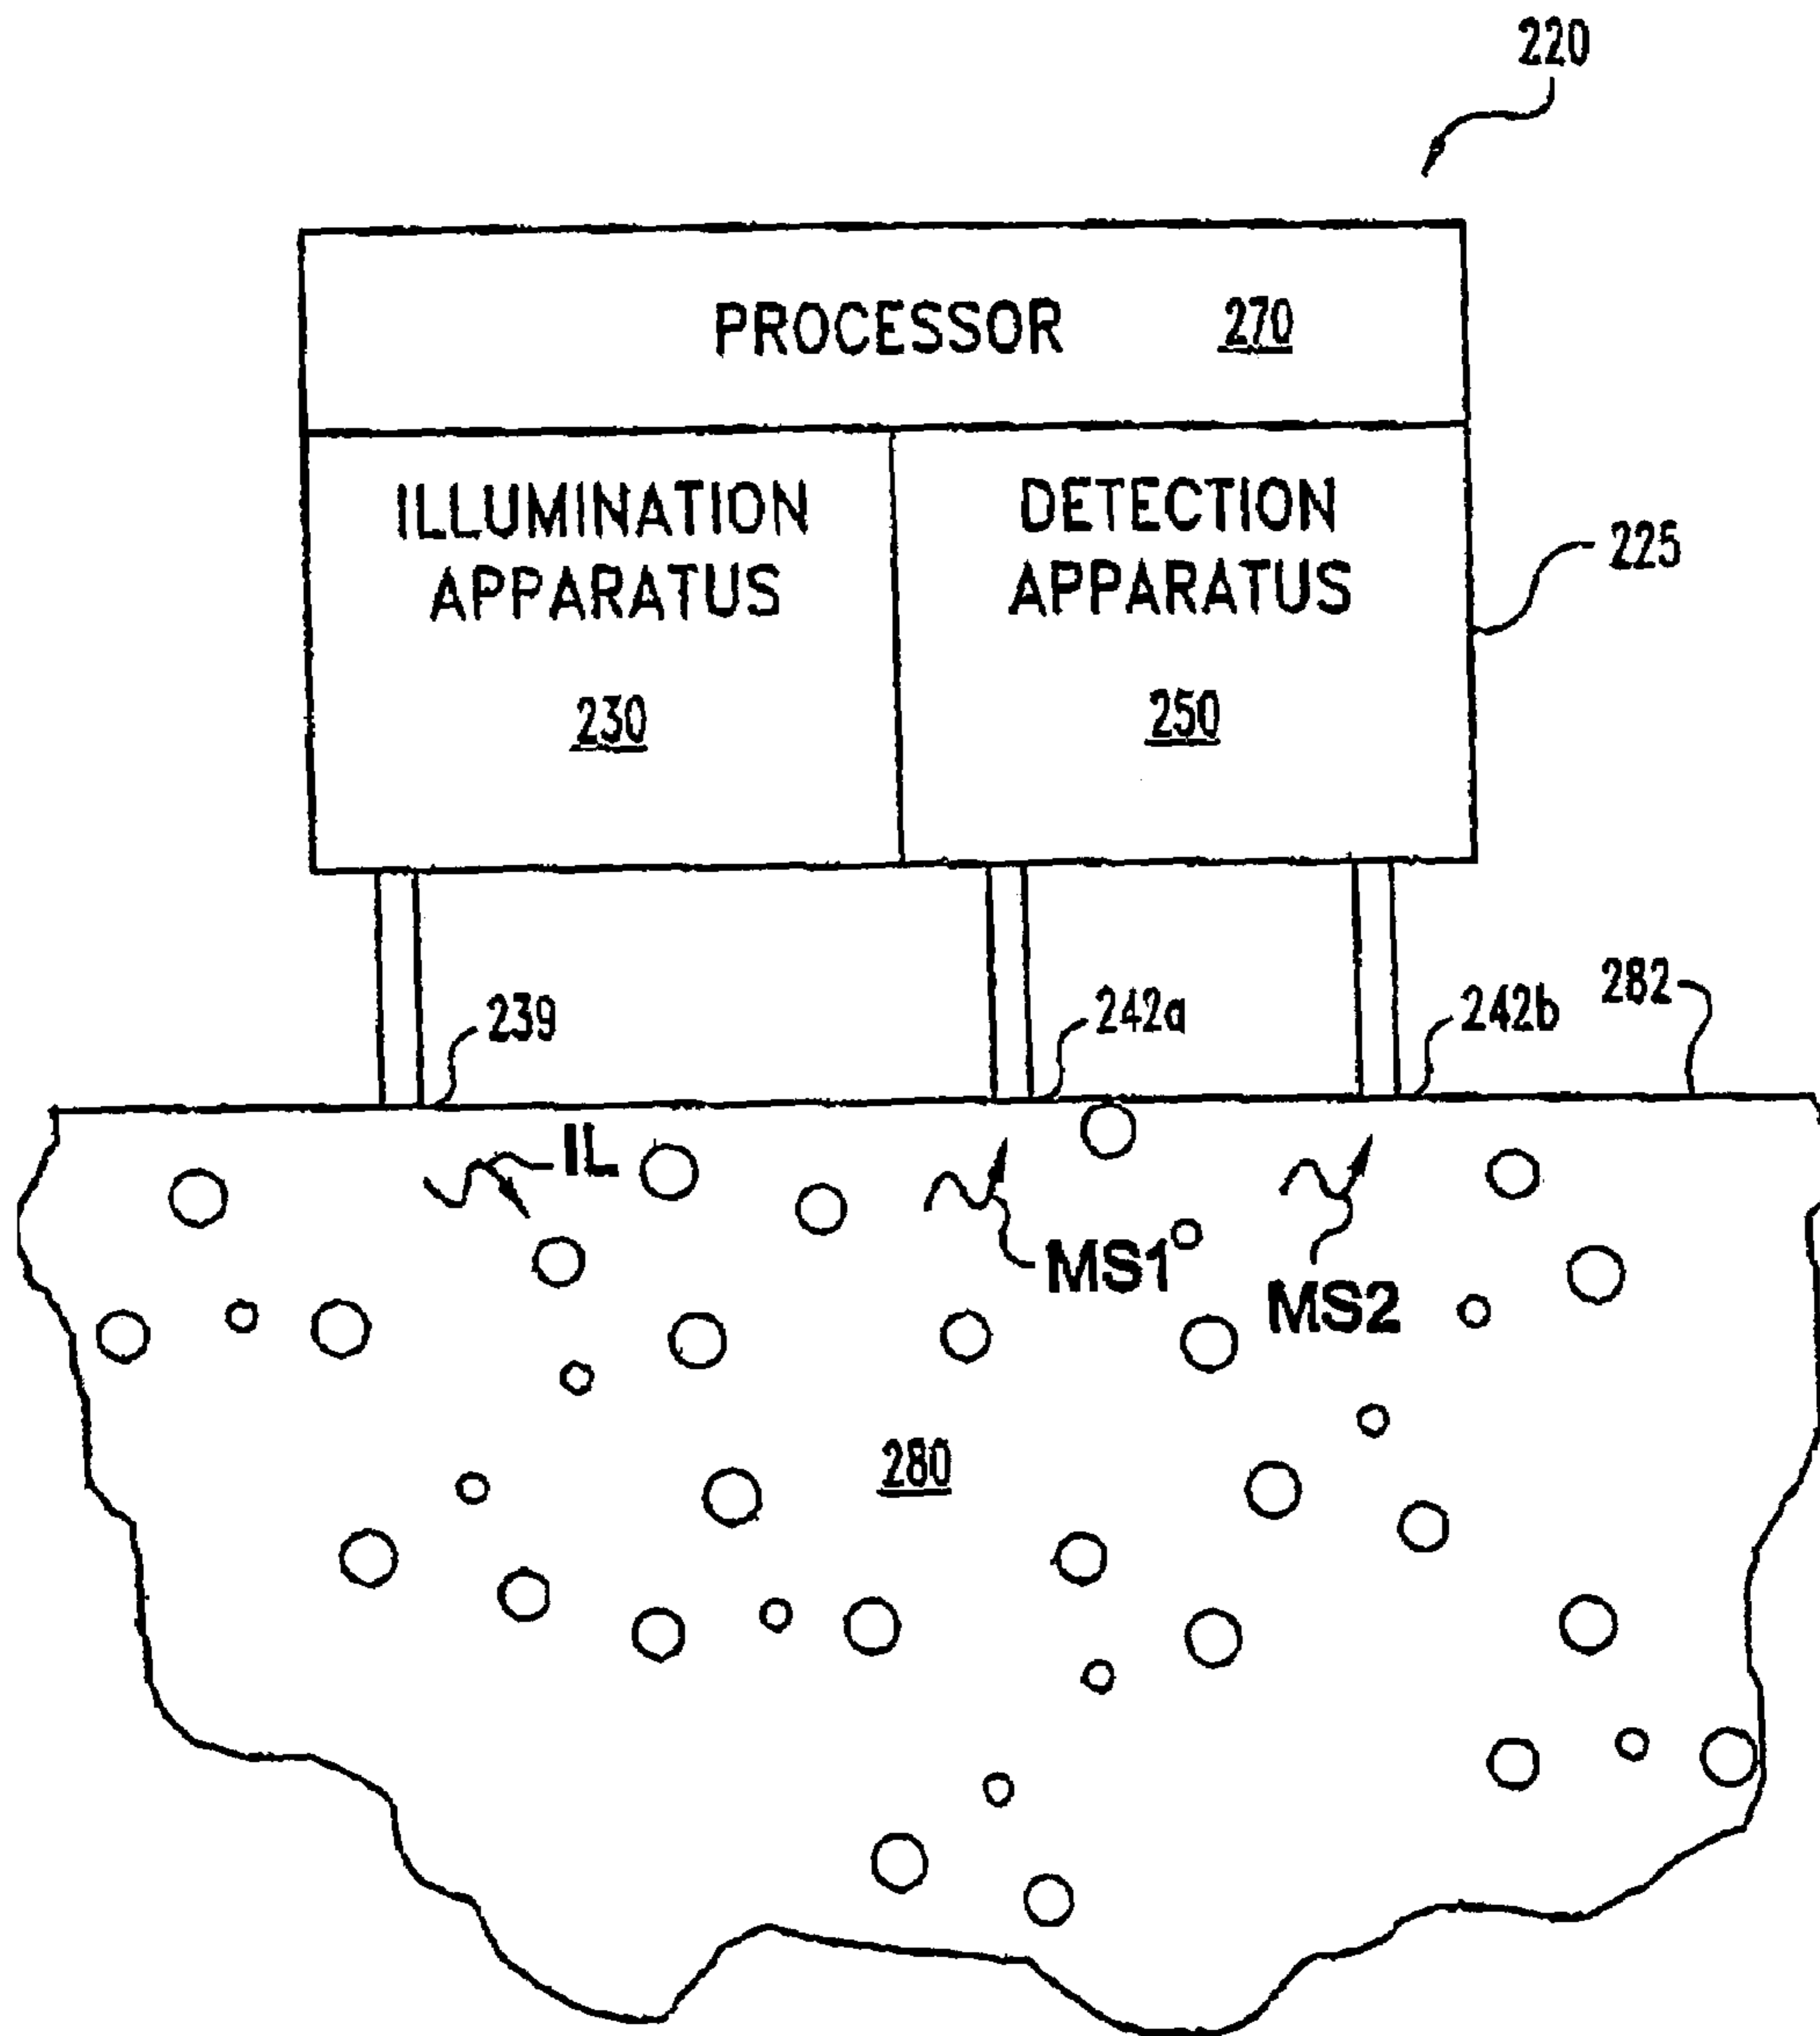 220
PROCESSOR 270
ILLUMINATION
APPARATUS
230
DETECTION
APPARATUS
250
225
239
242a
242b
282
IL
MS1
MS2
280